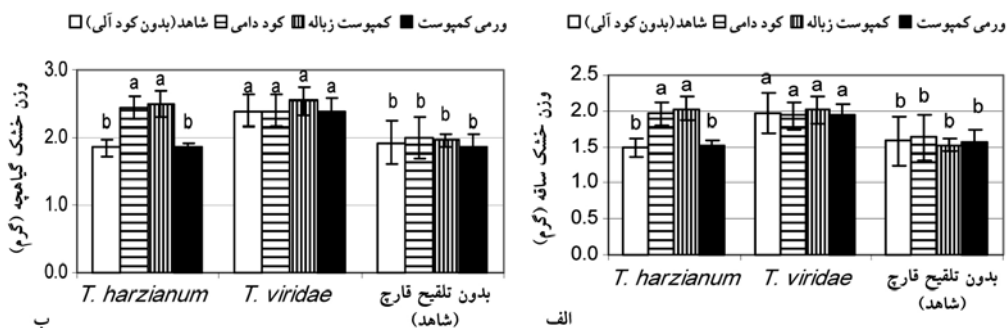 شاهد(بدون کود آلی) کود دامی کمپوست زباله ورمی کمپوست
وزن خشک ساقه (گرم)
2.5
2.0
1.5
1.0
0.5
0.0
b a a b
a a a a
b b b b
T. harzianum T. viridae بدون تلقیح قارچ
(شاهد)
الف
شاهد(بدون کود آلی) کود دامی کمپوست زباله ورمی کمپوست
وزن خشک گیاهچه (گرم)
3.0
2.0
1.0
0.0
b a a b
a a a a
b b b b
T. harzianum T. viridae بدون تلقیح قارچ
(شاهد)
ب